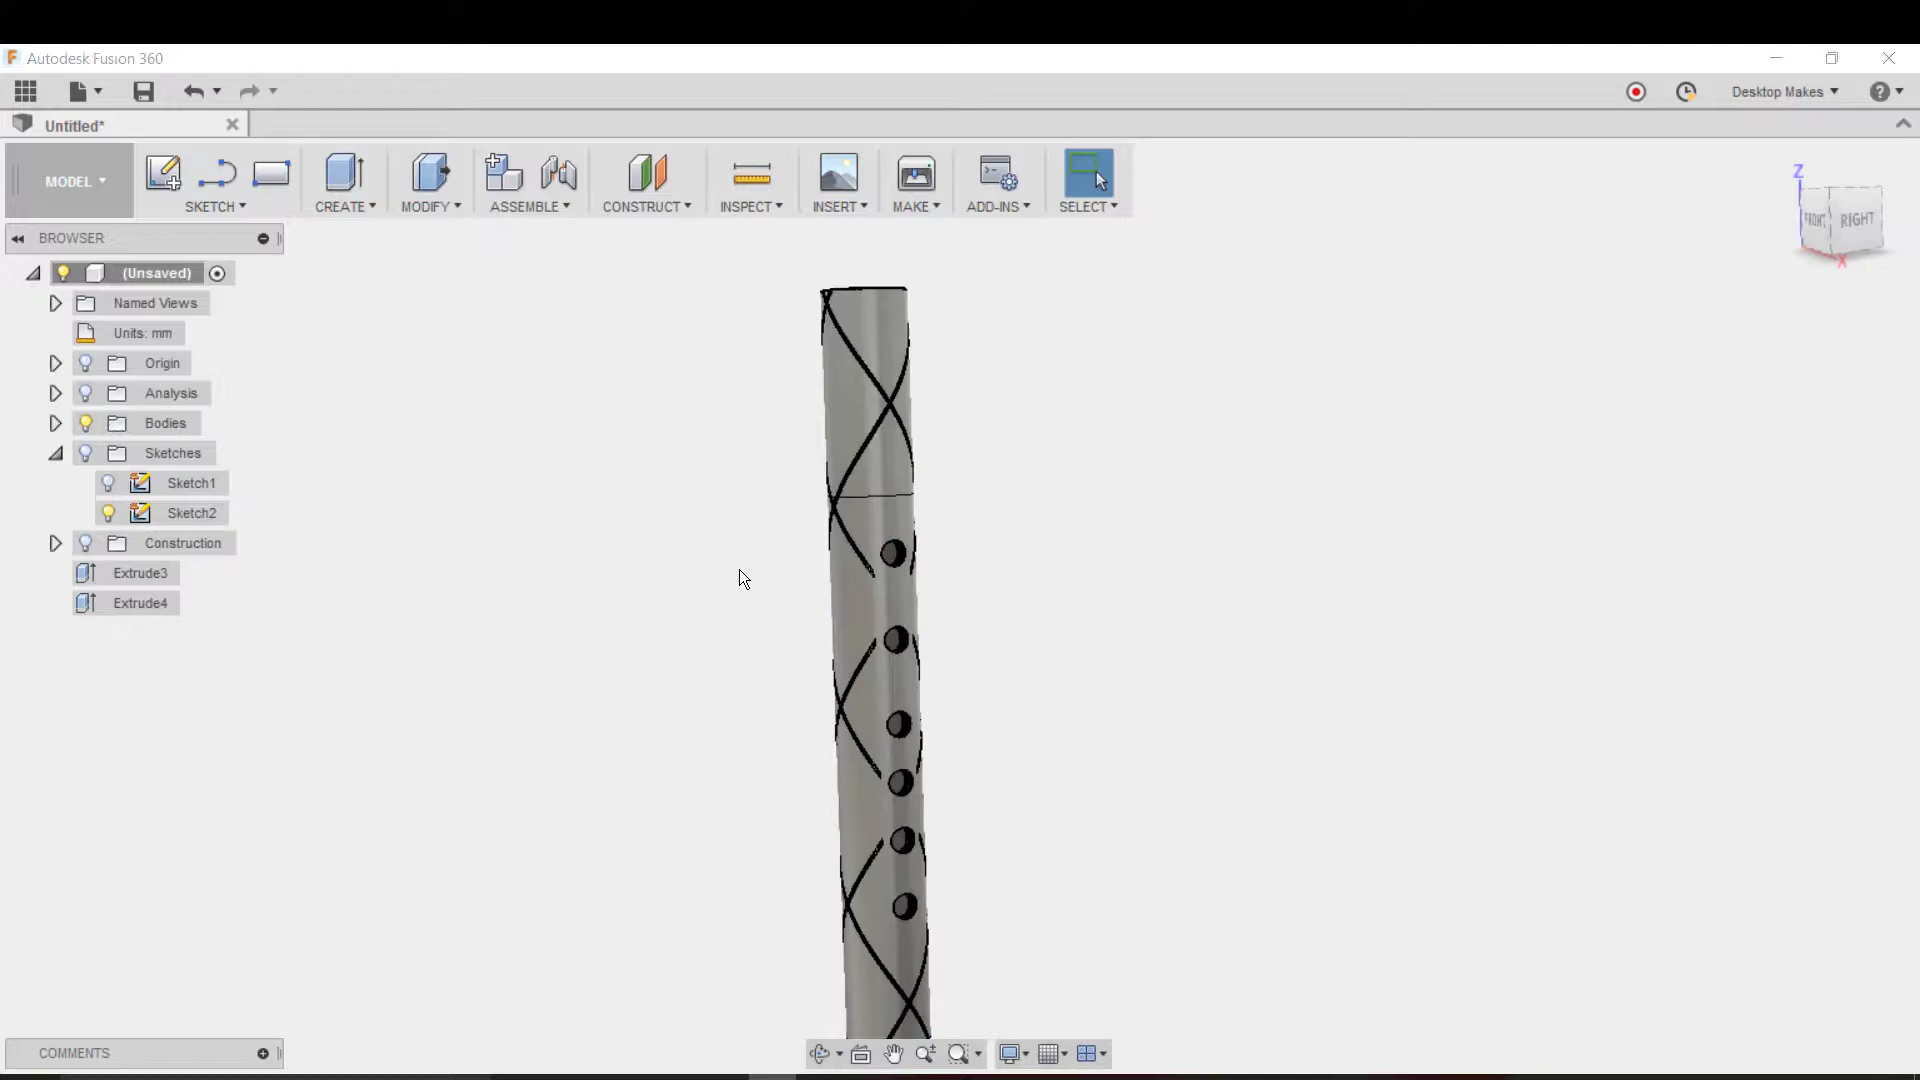 Autodesk Fusion 360
Desktop Makes
Untitled*
MODEL
SKETCH
CREATE
MODIFY
ASSEMBLE
CONSTRUCT
INSPECT
INSERT
MAKE
ADD-INS
SELECT
Z
FRONT
RIGHT
X
BROWSER
(Unsaved)
Named Views
Units: mm
Origin
Analysis
Bodies
Sketches
Sketch1
Sketch2
Construction
Extrude3
Extrude4
COMMENTS